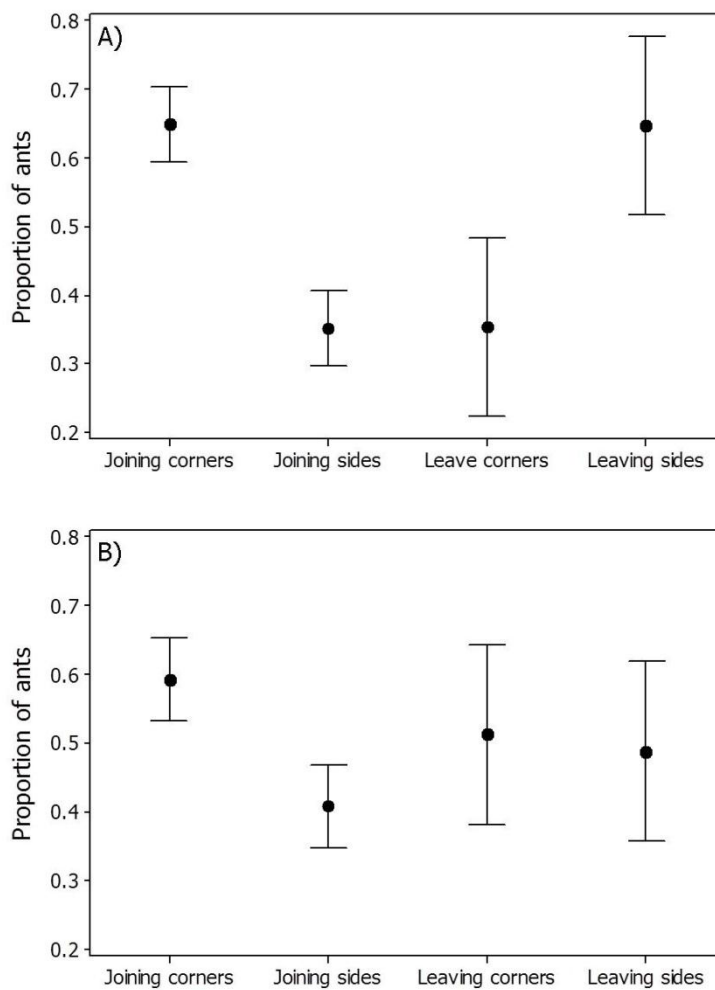 A)
Proportion of ants
0.8
0.7
0.6
0.5
0.4
0.3
0.2
Joining corners Joining sides Leave corners Leaving sides
B)
Proportion of ants
0.8
0.7
0.6
0.5
0.4
0.3
0.2
Joining corners Joining sides Leaving corners Leaving sides